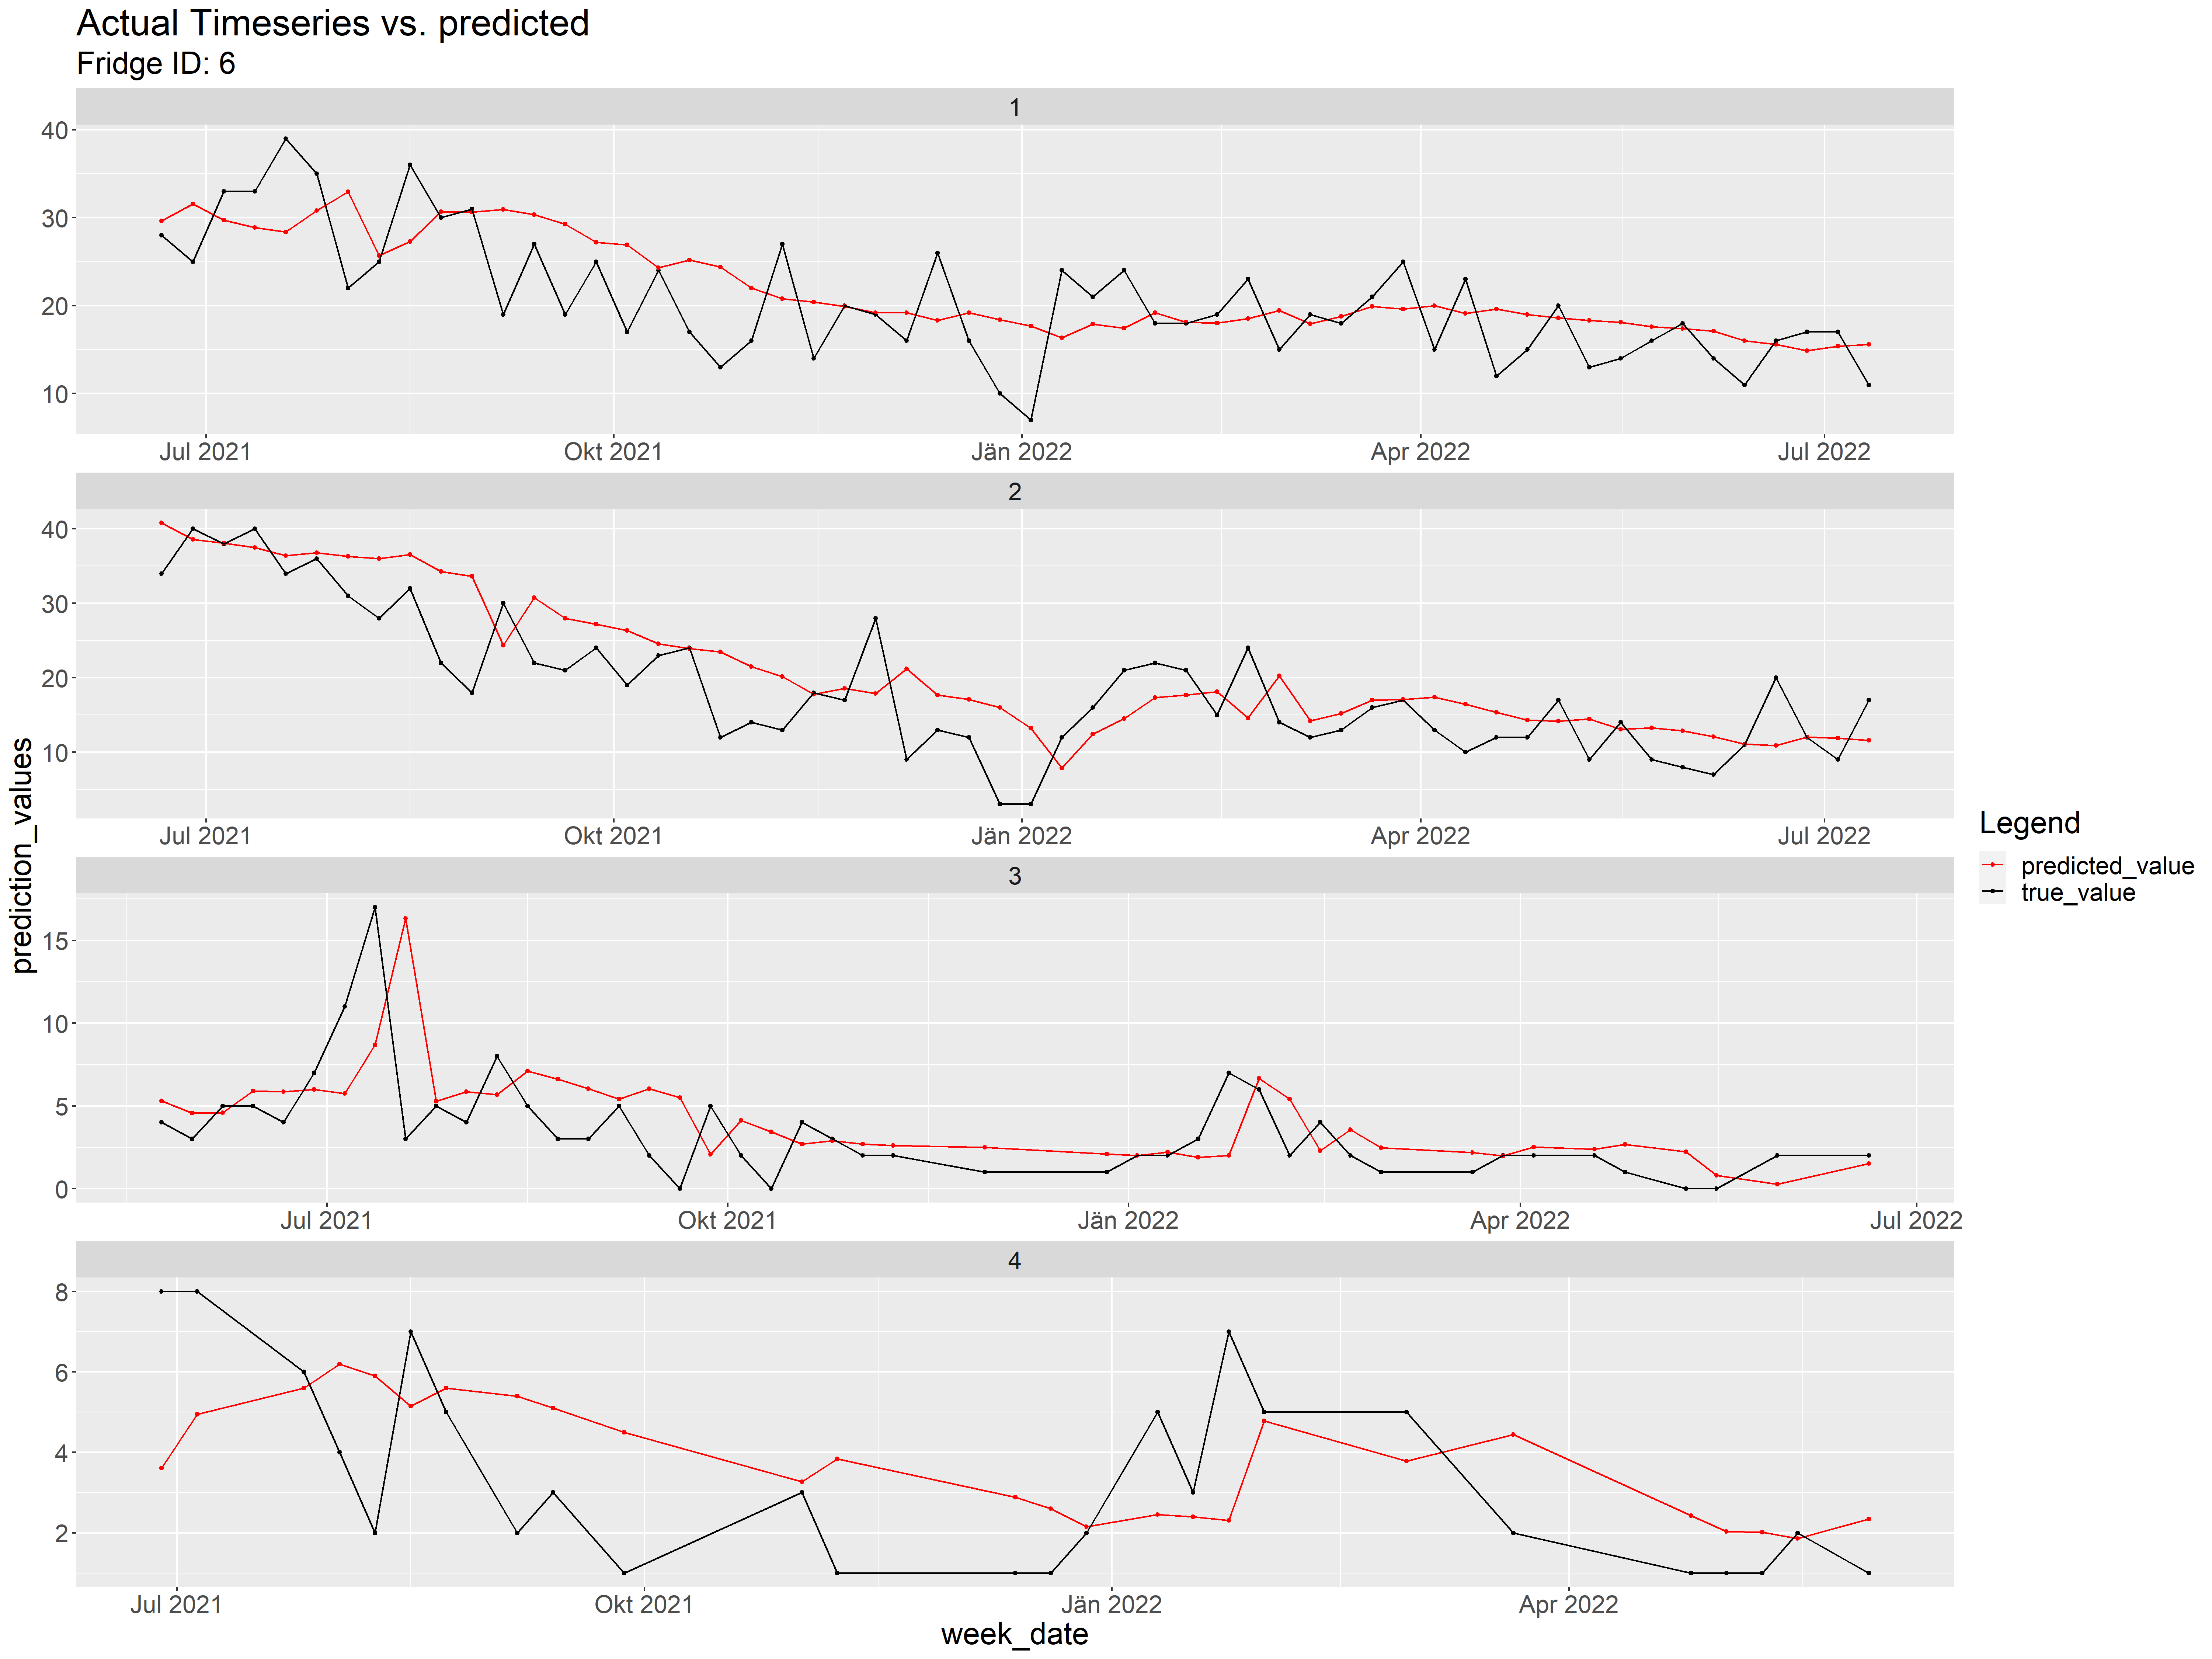 Actual Timeseries vs. predicted
Fridge ID: 6
1
40
30
20
10
Jul 2021 Okt 2021 Jän 2022 Apr 2022 Jul 2022
2
40
30
20
10
Jul 2021 Okt 2021 Jän 2022 Apr 2022 Jul 2022
3
15
10
5
0
Jul 2021 Okt 2021 Jän 2022 Apr 2022 Jul 2022
4
8
6
4
2
Jul 2021 Okt 2021 Jän 2022 Apr 2022
week_date
prediction_values
Legend
predicted_value
true_value